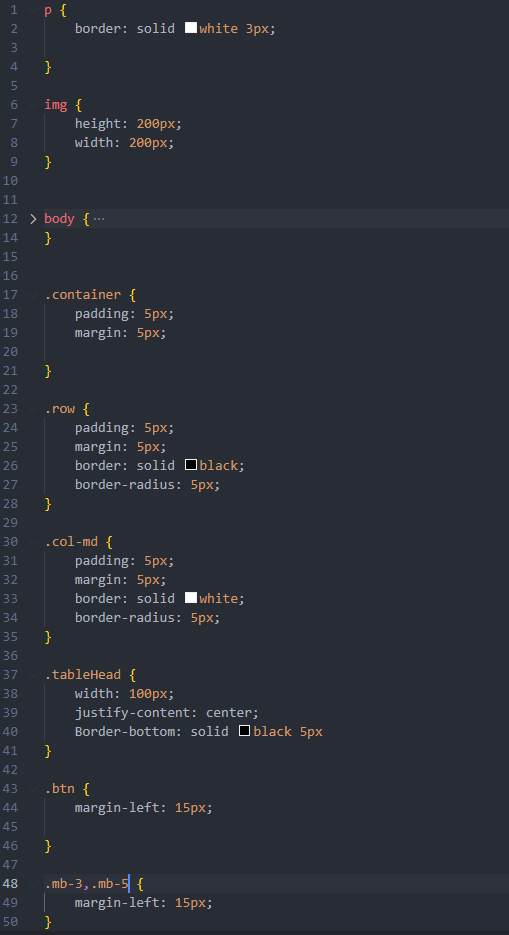 1 p {
2 border: solid white 3px;
3
4 }
5
6 img {
7 height: 200px;
8 width: 200px;
9 }
10
11
12 body { ···
14 }
15
16
17 .container {
18 padding: 5px;
19 margin: 5px;
20
21 }
22
23 .row {
24 padding: 5px;
25 margin: 5px;
26 border: solid black;
27 border-radius: 5px;
28 }
29
30 .col-md {
31 padding: 5px;
32 margin: 5px;
33 border: solid white;
34 border-radius: 5px;
35 }
36
37 .tableHead {
38 width: 100px;
39 justify-content: center;
40 Border-bottom: solid black 5px
41 }
42
43 .btn {
44 margin-left: 15px;
45
46 }
47
48 .mb-3,.mb-5 {
49 margin-left: 15px;
50 }